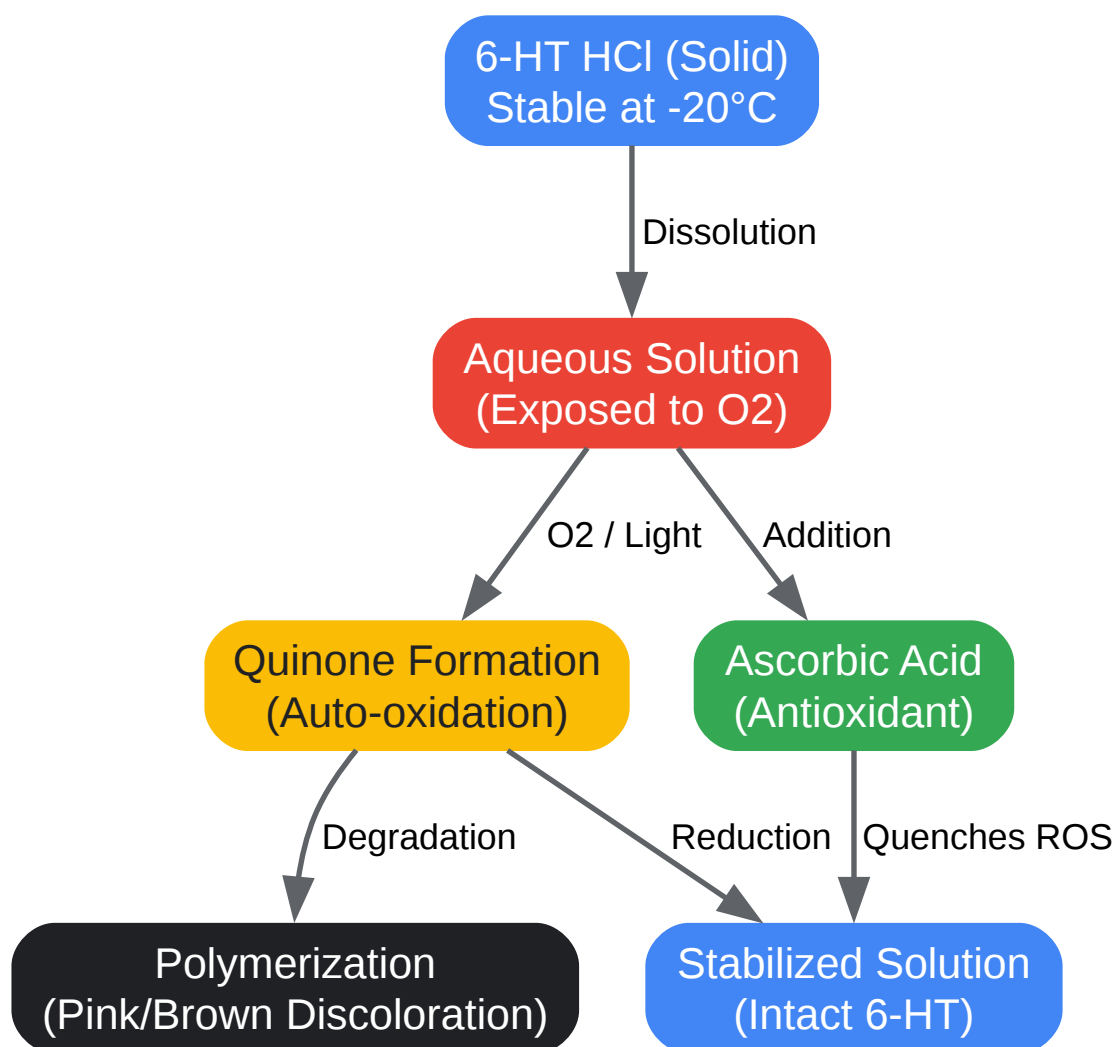 6-HT HCl (Solid)
Stable at -20°C
Dissolution
Aqueous Solution
(Exposed to O2)
O2 / Light
Addition
Quinone Formation
(Auto-oxidation)
Ascorbic Acid
(Antioxidant)
Degradation
Reduction
Quenches ROS
Polymerization
(Pink/Brown Discoloration)
Stabilized Solution
(Intact 6-HT)